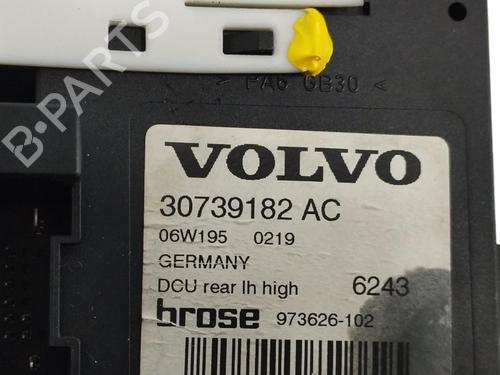 > PA6 GB30 <
B-PARTS
VOLVO
30739182 AC
06W195 0219
GERMANY
DCU rear lh high 6243
brose 973626-102